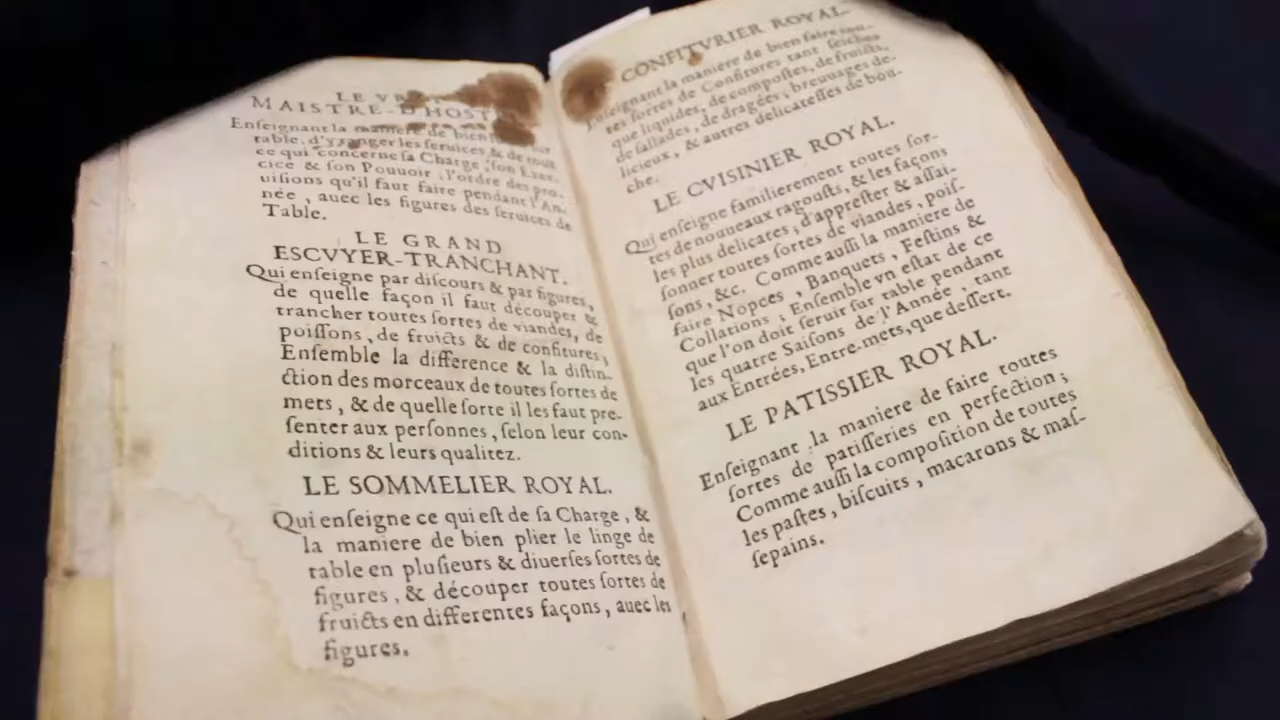 LE
MAISTRE-D'HOST
Enseignant la maniere de bien
table, d'y ranger les seruices & de tout
ce qui concerne sa Charge, son Exer-
cice & son Pouuoir, l'ordre des pro-
uisions qu'il faut faire pendant l'An-
née, auec les figures des seruices de
Table.
LE GRAND
ESCVYER-TRANCHANT.
Qui enseigne par discours & par figures,
de quelle façon il faut découper &
trancher toutes sortes de viandes, de
poissons, de fruicts & de confitures,
Ensemble la difference & la distin-
ction des morceaux de toutes sortes de
mets, & de quelle sorte il les faut pre-
senter aux personnes, selon leur con-
ditions & leurs qualitez.
LE SOMMELIER ROYAL.
Qui enseigne ce qui est de sa Charge, &
la maniere de bien plier le linge de
table en plusieurs & diuerses sortes de
figures, & découper toutes sortes de
fruicts en differentes façons, auec les
figures.
CONFITVRIER ROYAL.
Enseignant la maniere de bien faire tou-
tes sortes de Confitures tant seiches
que liquides, de compostes, de fruicts,
de sallades, de dragées, breuuages de-
licieux, & autres delicatesses de bou-
che.
LE CVISINIER ROYAL.
Qui enseigne familierement toutes sor-
tes de nouueaux ragousts, & les façons
les plus delicates, d'apprester & assai-
sonner toutes sortes de viandes, pois-
sons, &c. Comme aussi la maniere de
faire Nopces, Banquets, Festins &
Collations; Ensemble vn estat de ce
que l'on doit seruir sur table pendant
les quatre Saisons de l'Année, tant
aux Entrées, Entre-mets, que dessert.
LE PATISSIER ROYAL.
Enseignant la maniere de faire toutes
sortes de patisseries en perfection;
Comme aussi la composition de toutes
les pastes, biscuits, macarons & mas-
sepains.